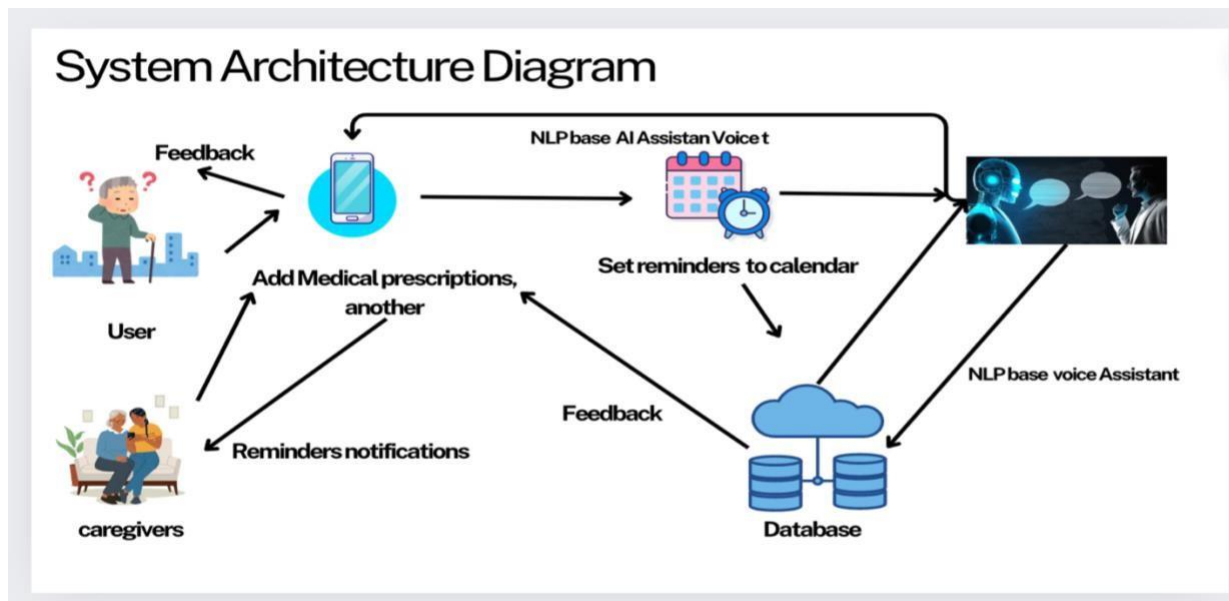 System Architecture Diagram
NLP base AI Assistan Voice t
Feedback
? ?
Add Medical prescriptions,
another
Set reminders to calendar
User
NLP base voice Assistant
Feedback
Reminders notifications
caregivers
Database